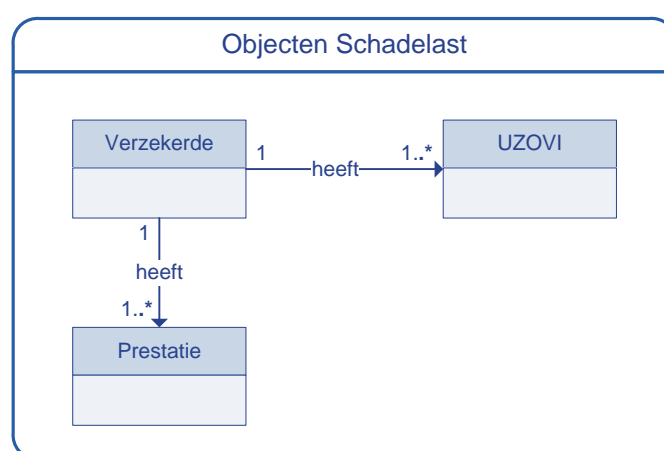 Objecten Schadelast
Verzekerde
UZOVI
1
heeft
1..*
1
heeft
1..*
Prestatie